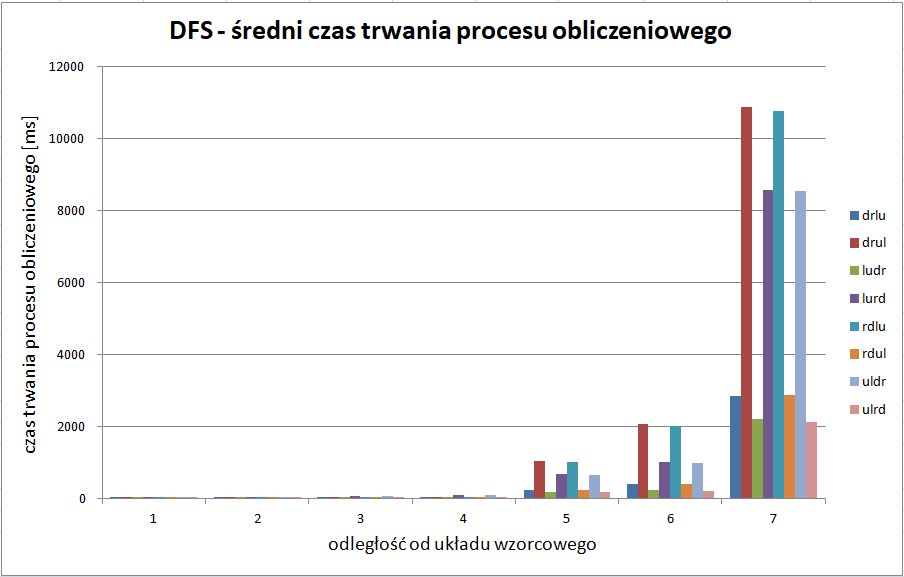 DFS - średni czas trwania procesu obliczeniowego
12000
10000
8000
6000
4000
2000
0
czas trwania procesu obliczeniowego [ms]
1 2 3 4 5 6 7
odległość od układu wzorcowego
drlu
drul
ludr
lurd
rdlu
rdul
uldr
ulrd